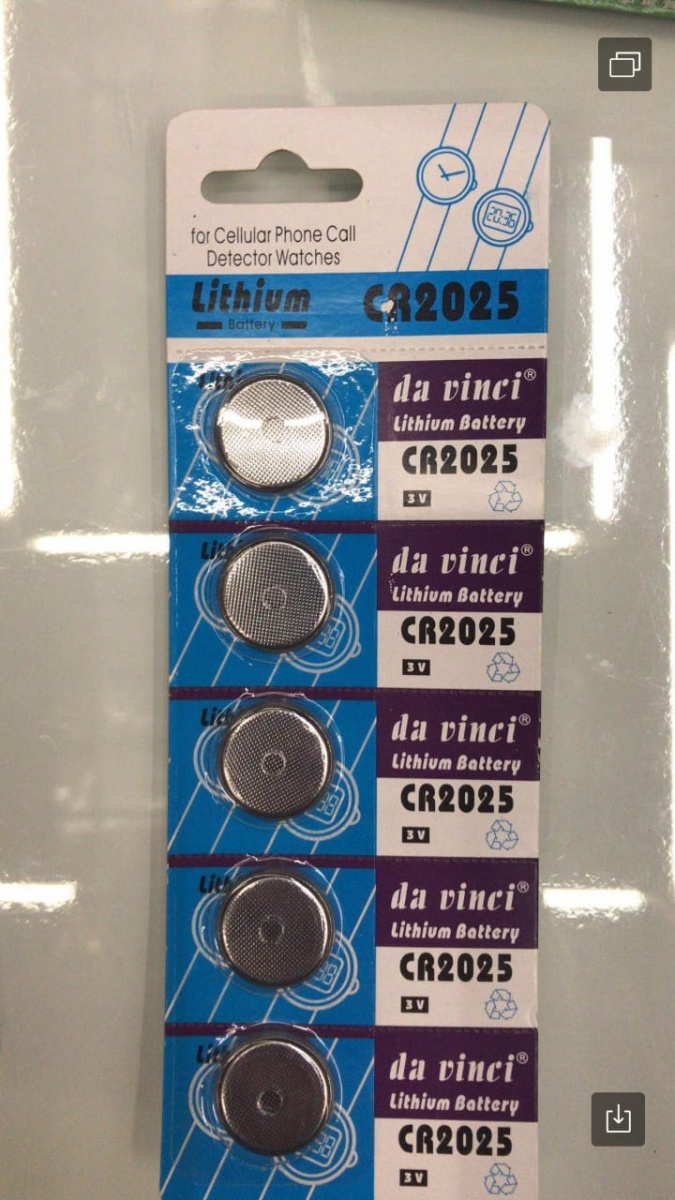 for Cellular Phone Call
Detector Watches
20:36
Lithium
Battery
CR2025
da vinci®
Lithium Battery
CR2025
3V
da vinci®
Lithium Battery
CR2025
3V
da vinci®
Lithium Battery
CR2025
3V
da vinci®
Lithium Battery
CR2025
3V
da vinci®
Lithium Battery
CR2025
3V